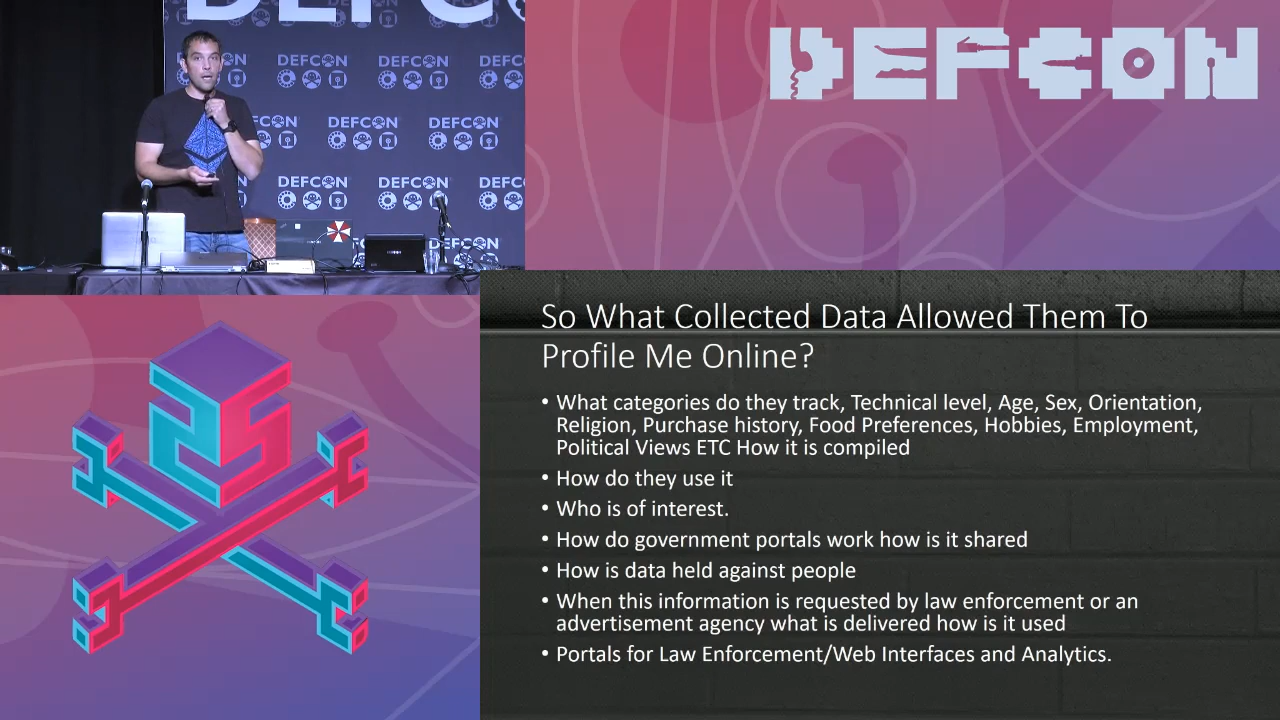 DEFCON
DEFCON
DEFCON
DEFCON
DEFCON
DEFCON
DEFCON
DEFCON
DEFCON
DEFCON
So What Collected Data Allowed Them To
Profile Me Online?
• What categories do they track, Technical level, Age, Sex, Orientation,
Religion, Purchase history, Food Preferences, Hobbies, Employment,
Political Views ETC How it is compiled
• How do they use it
• Who is of interest.
• How do government portals work how is it shared
• How is data held against people
• When this information is requested by law enforcement or an
advertisement agency what is delivered how is it used
• Portals for Law Enforcement/Web Interfaces and Analytics.